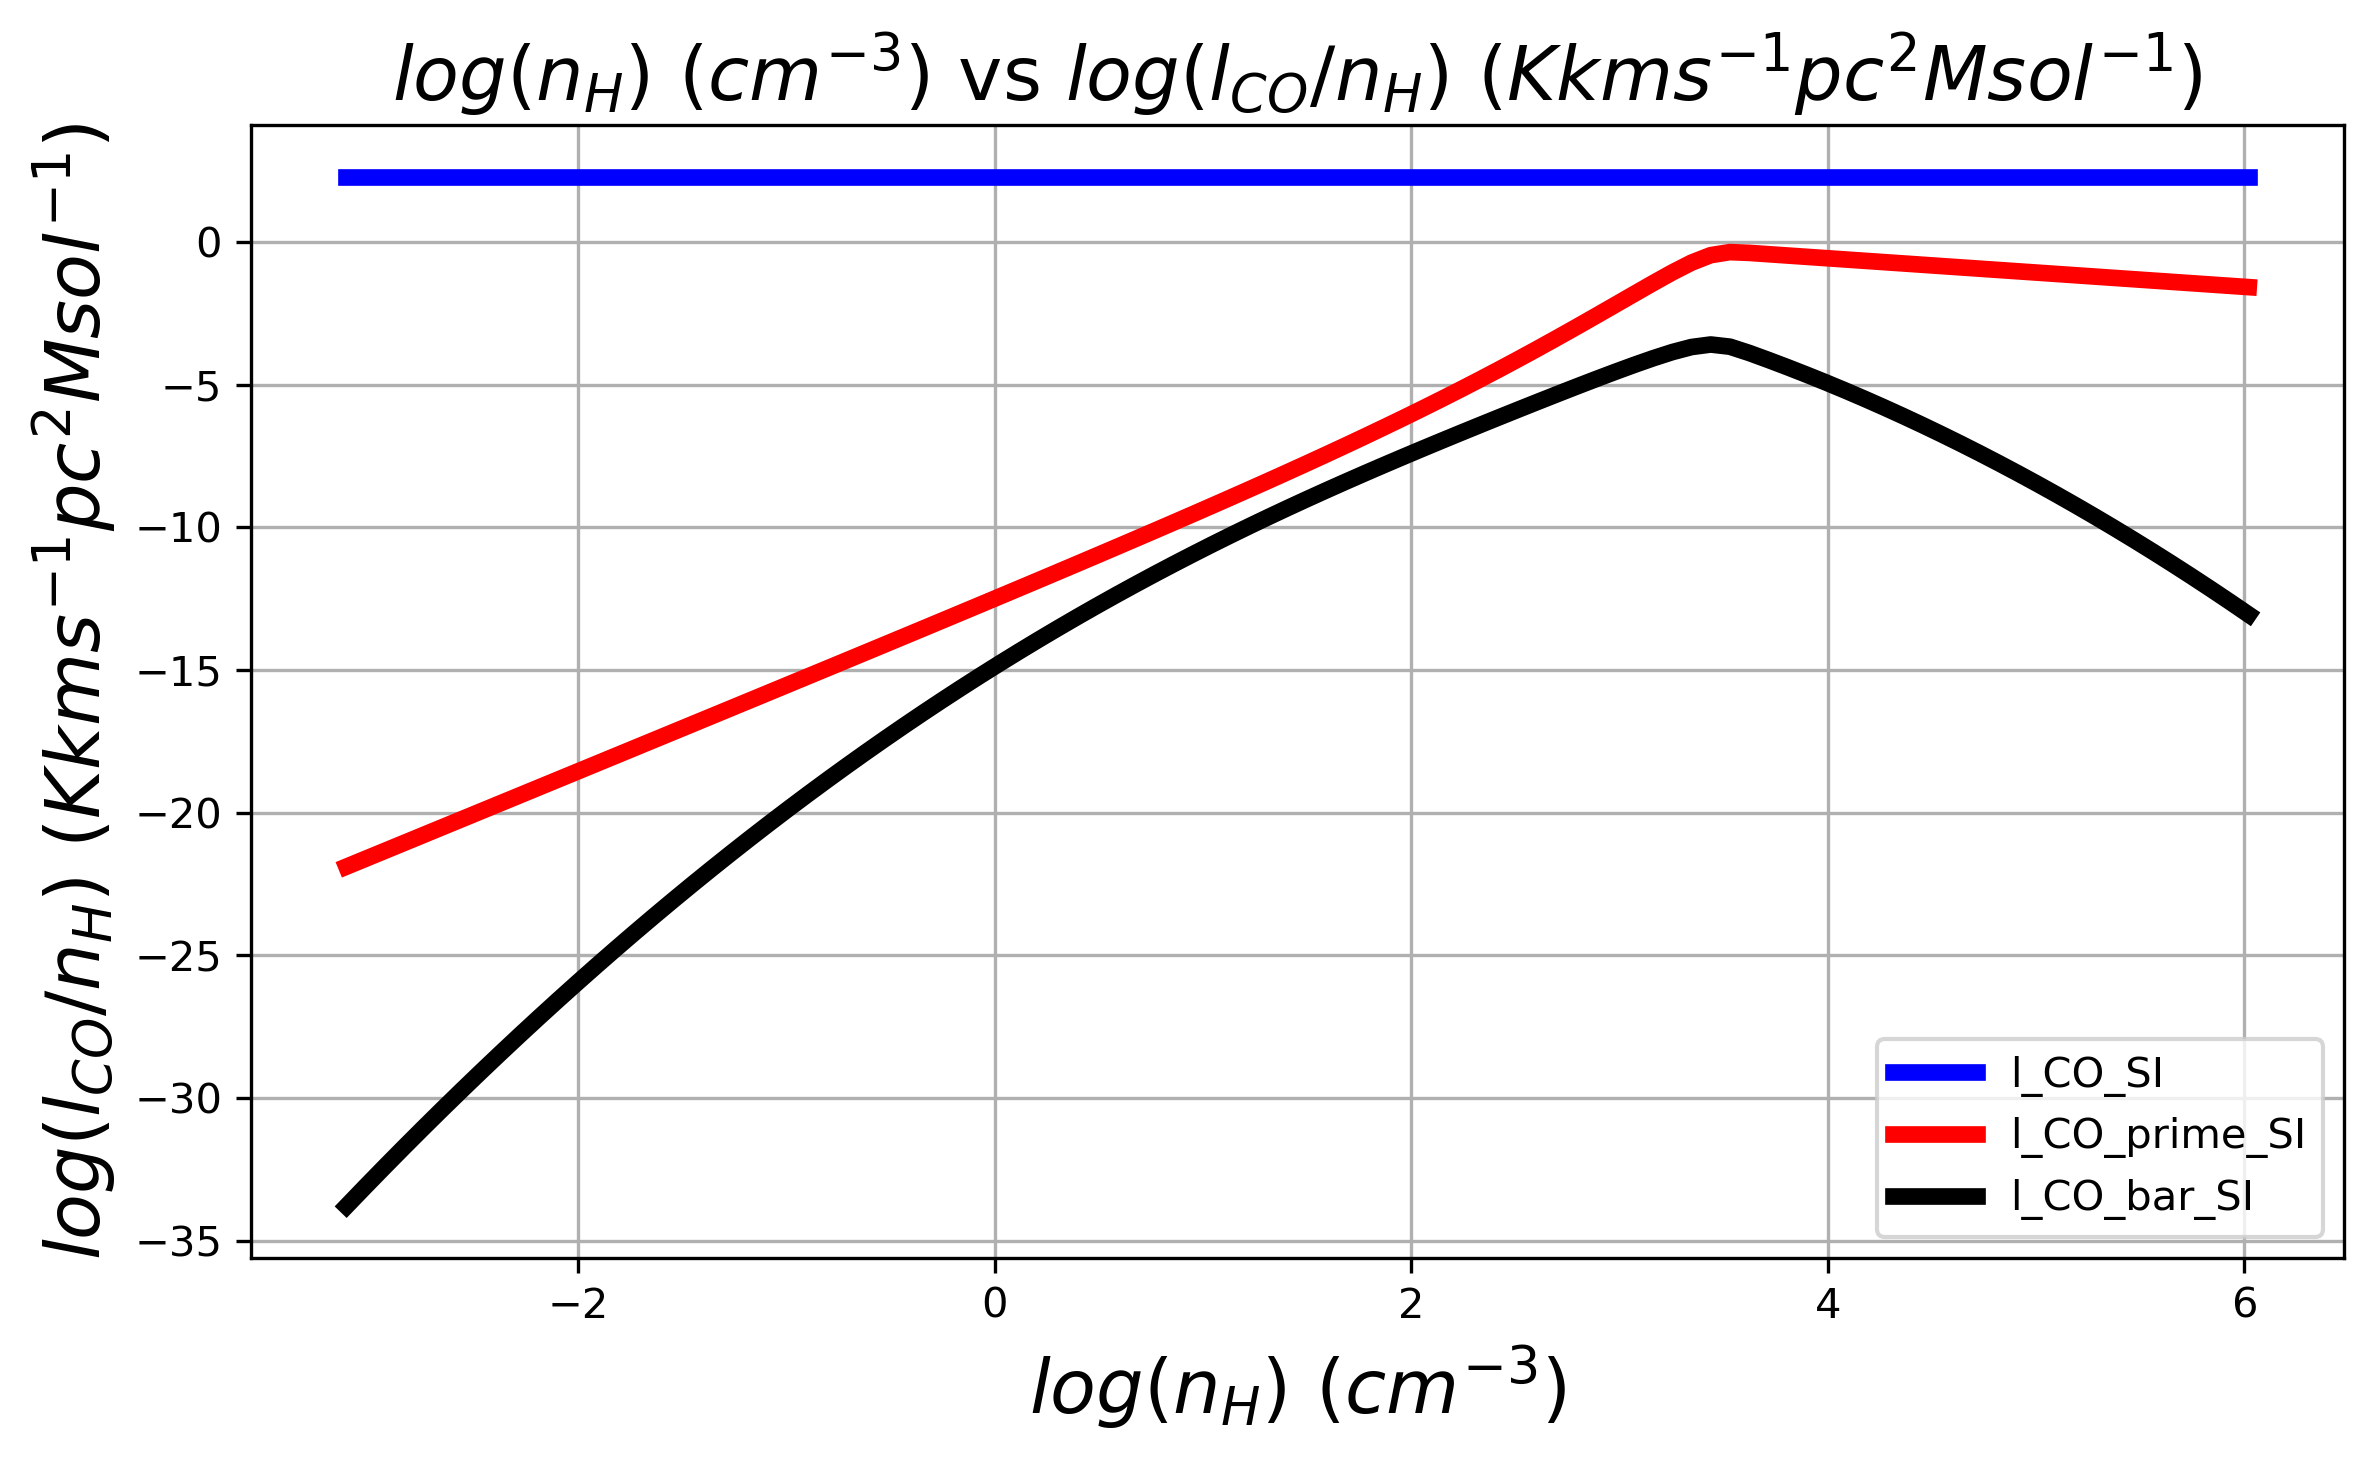 log(n_H) (cm^−3) vs log(l_CO/n_H) (Kkms^−1pc^2Msol^−1)
log(l_CO/n_H) (Kkms^−1pc^2Msol^−1)
0
−5
−10
−15
−20
−25
−30
−35
l_CO_SI
l_CO_prime_SI
l_CO_bar_SI
−2 0 2 4 6
log(n_H) (cm^−3)